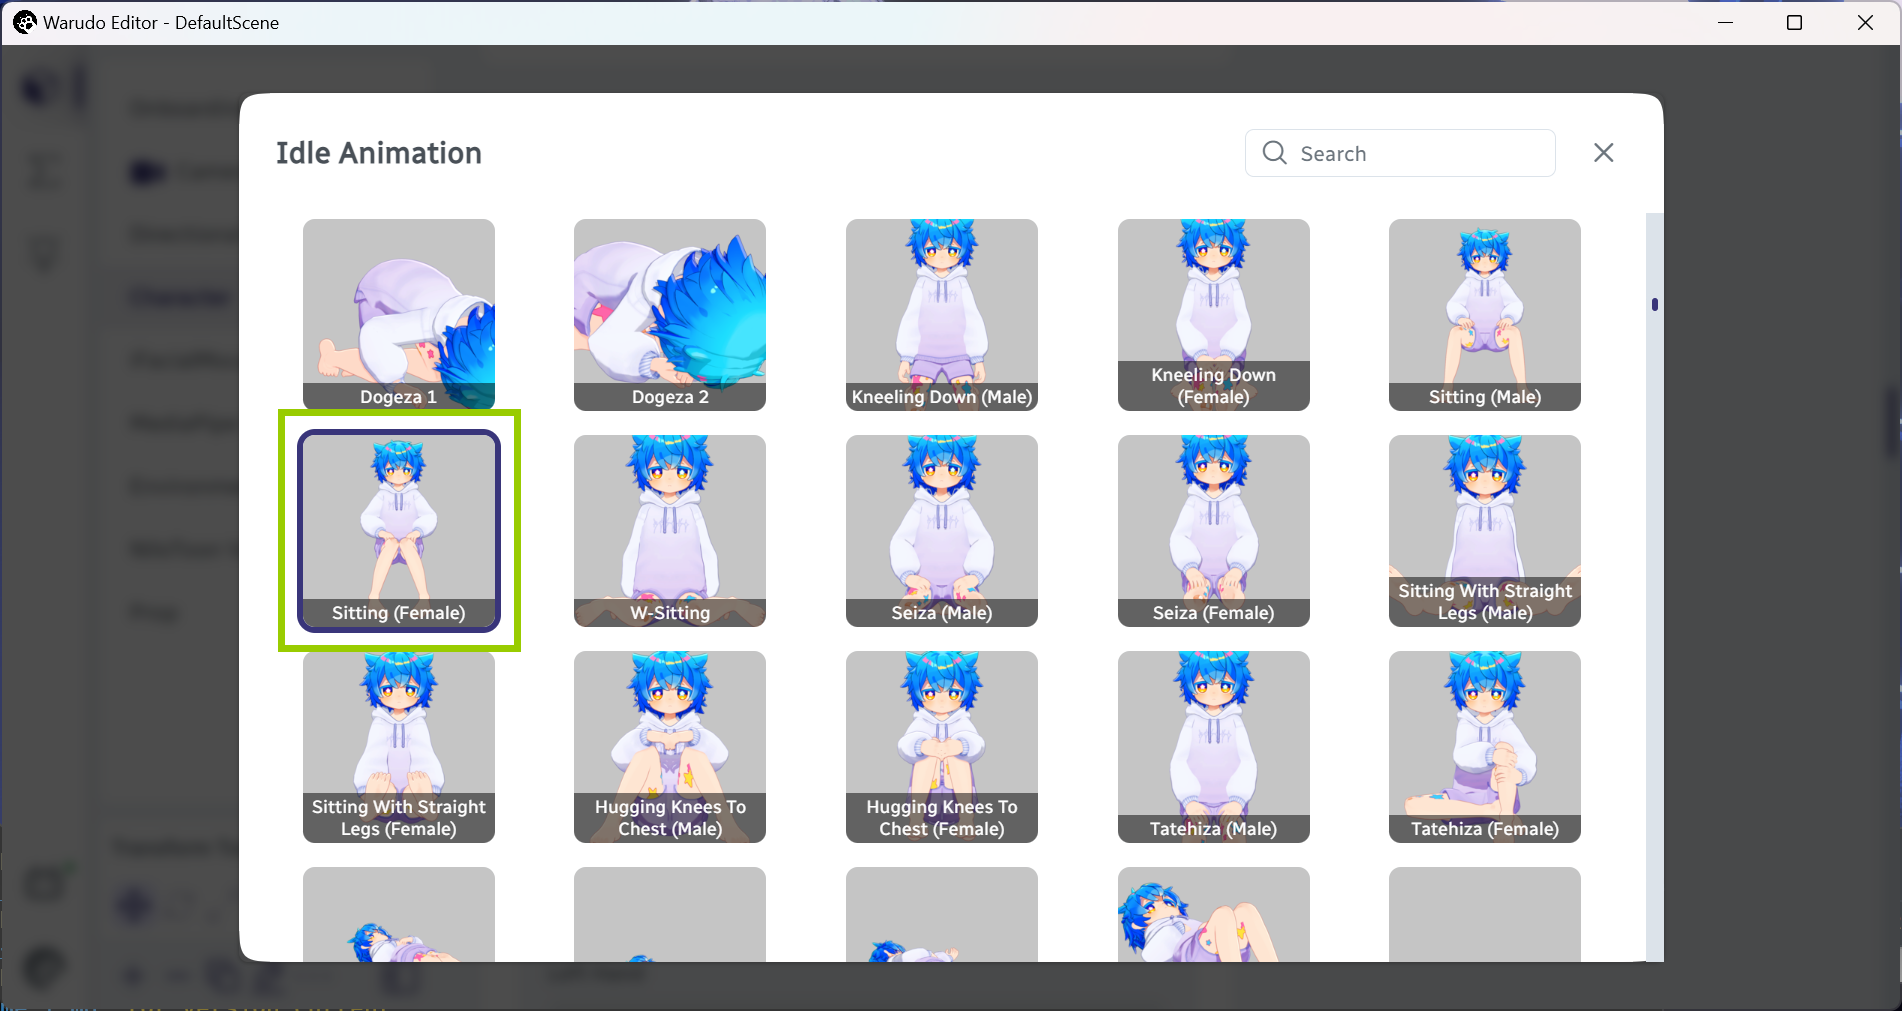 Warudo Editor - DefaultScene
Idle Animation
Search
Dogeza 1
Dogeza 2
Kneeling Down (Male)
Kneeling Down
(Female)
Sitting (Male)
Sitting (Female)
W-Sitting
Seiza (Male)
Seiza (Female)
Sitting With Straight
Legs (Male)
Sitting With Straight
Legs (Female)
Hugging Knees To
Chest (Male)
Hugging Knees To
Chest (Female)
Tatehiza (Male)
Tatehiza (Female)
Character